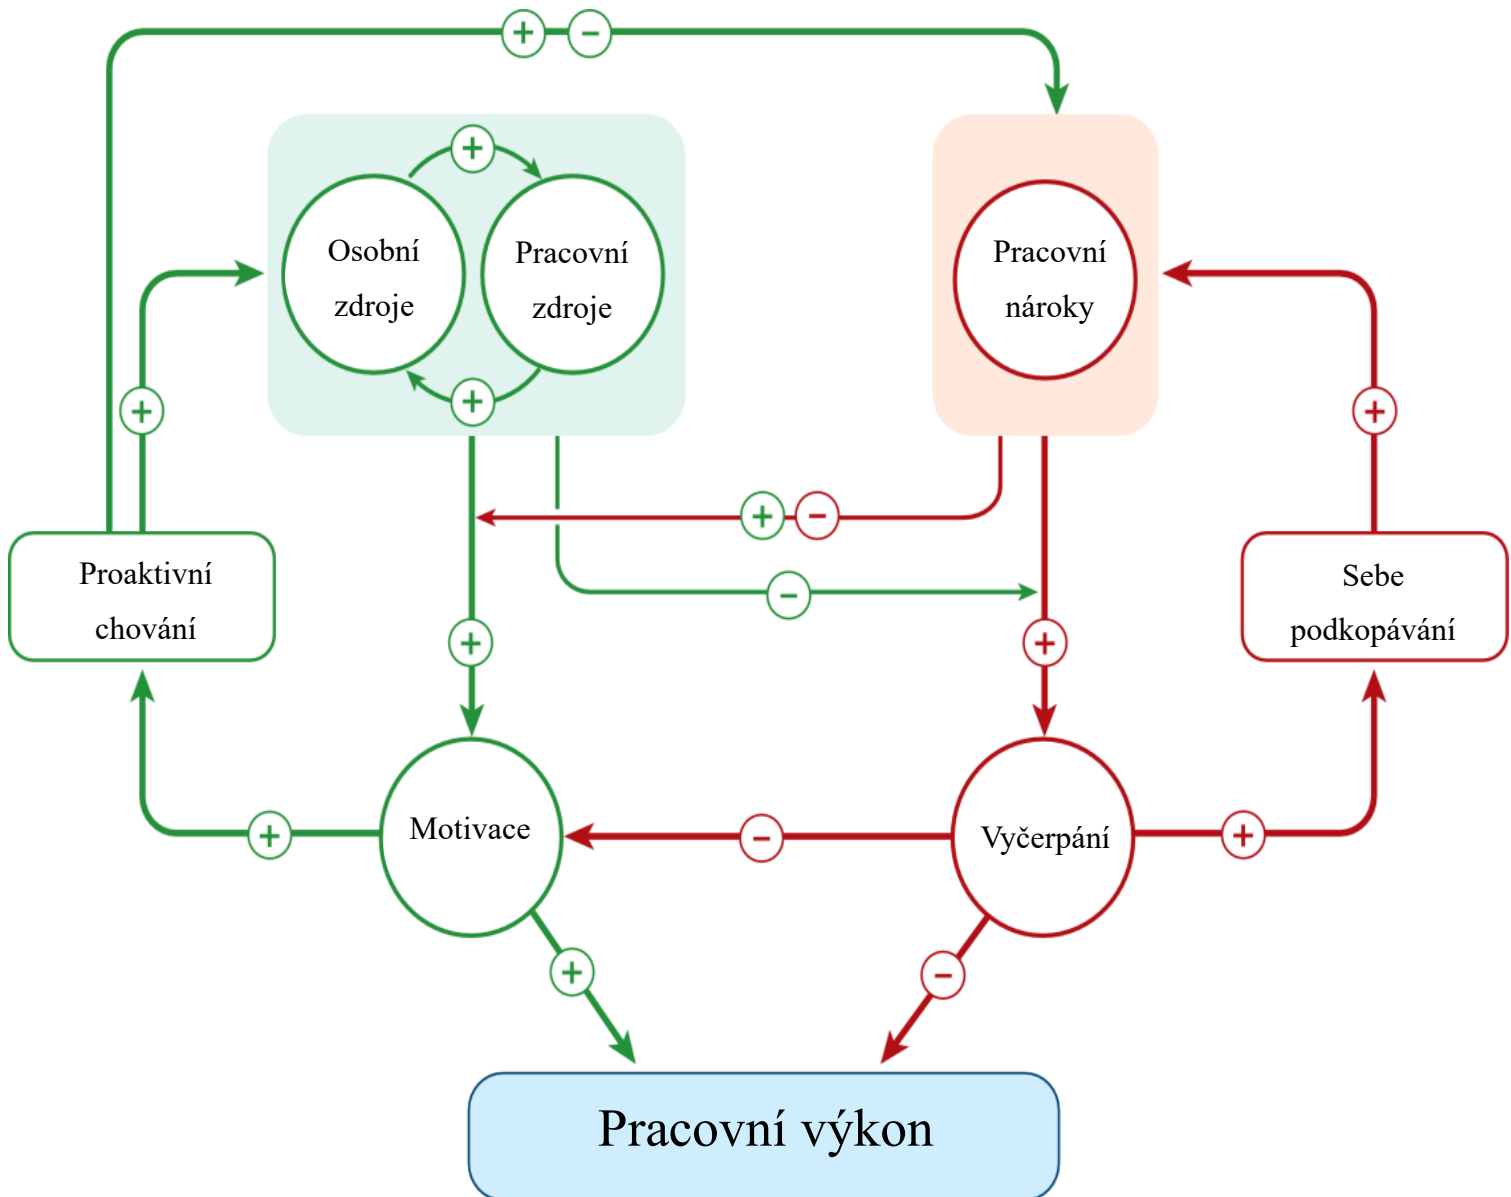 +
−
+
Osobní
zdroje
Pracovní
zdroje
+
Pracovní
nároky
+
+
+
−
−
+
+
Proaktivní
chování
Sebe
podkopávání
Motivace
Vyčerpání
+
−
+
+
−
Pracovní výkon